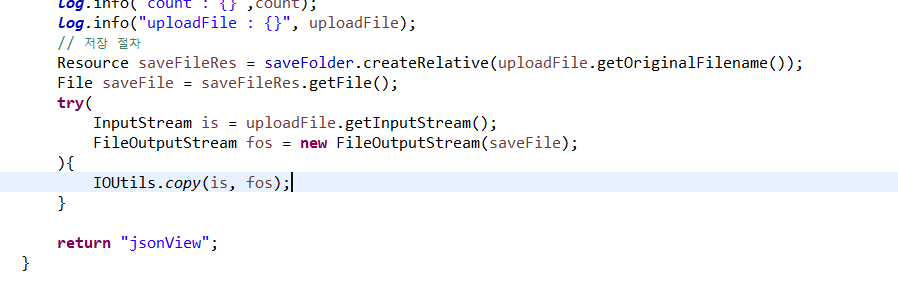 log.info("count : {}" ,count);
log.info("uploadFile : {}", uploadFile);
// 저장 절차
Resource saveFileRes = saveFolder.createRelative(uploadFile.getOriginalFilename());
File saveFile = saveFileRes.getFile();
try(
InputStream is = uploadFile.getInputStream();
FileOutputStream fos = new FileOutputStream(saveFile);
){
IOUtils.copy(is, fos);
}
return "jsonView";
}